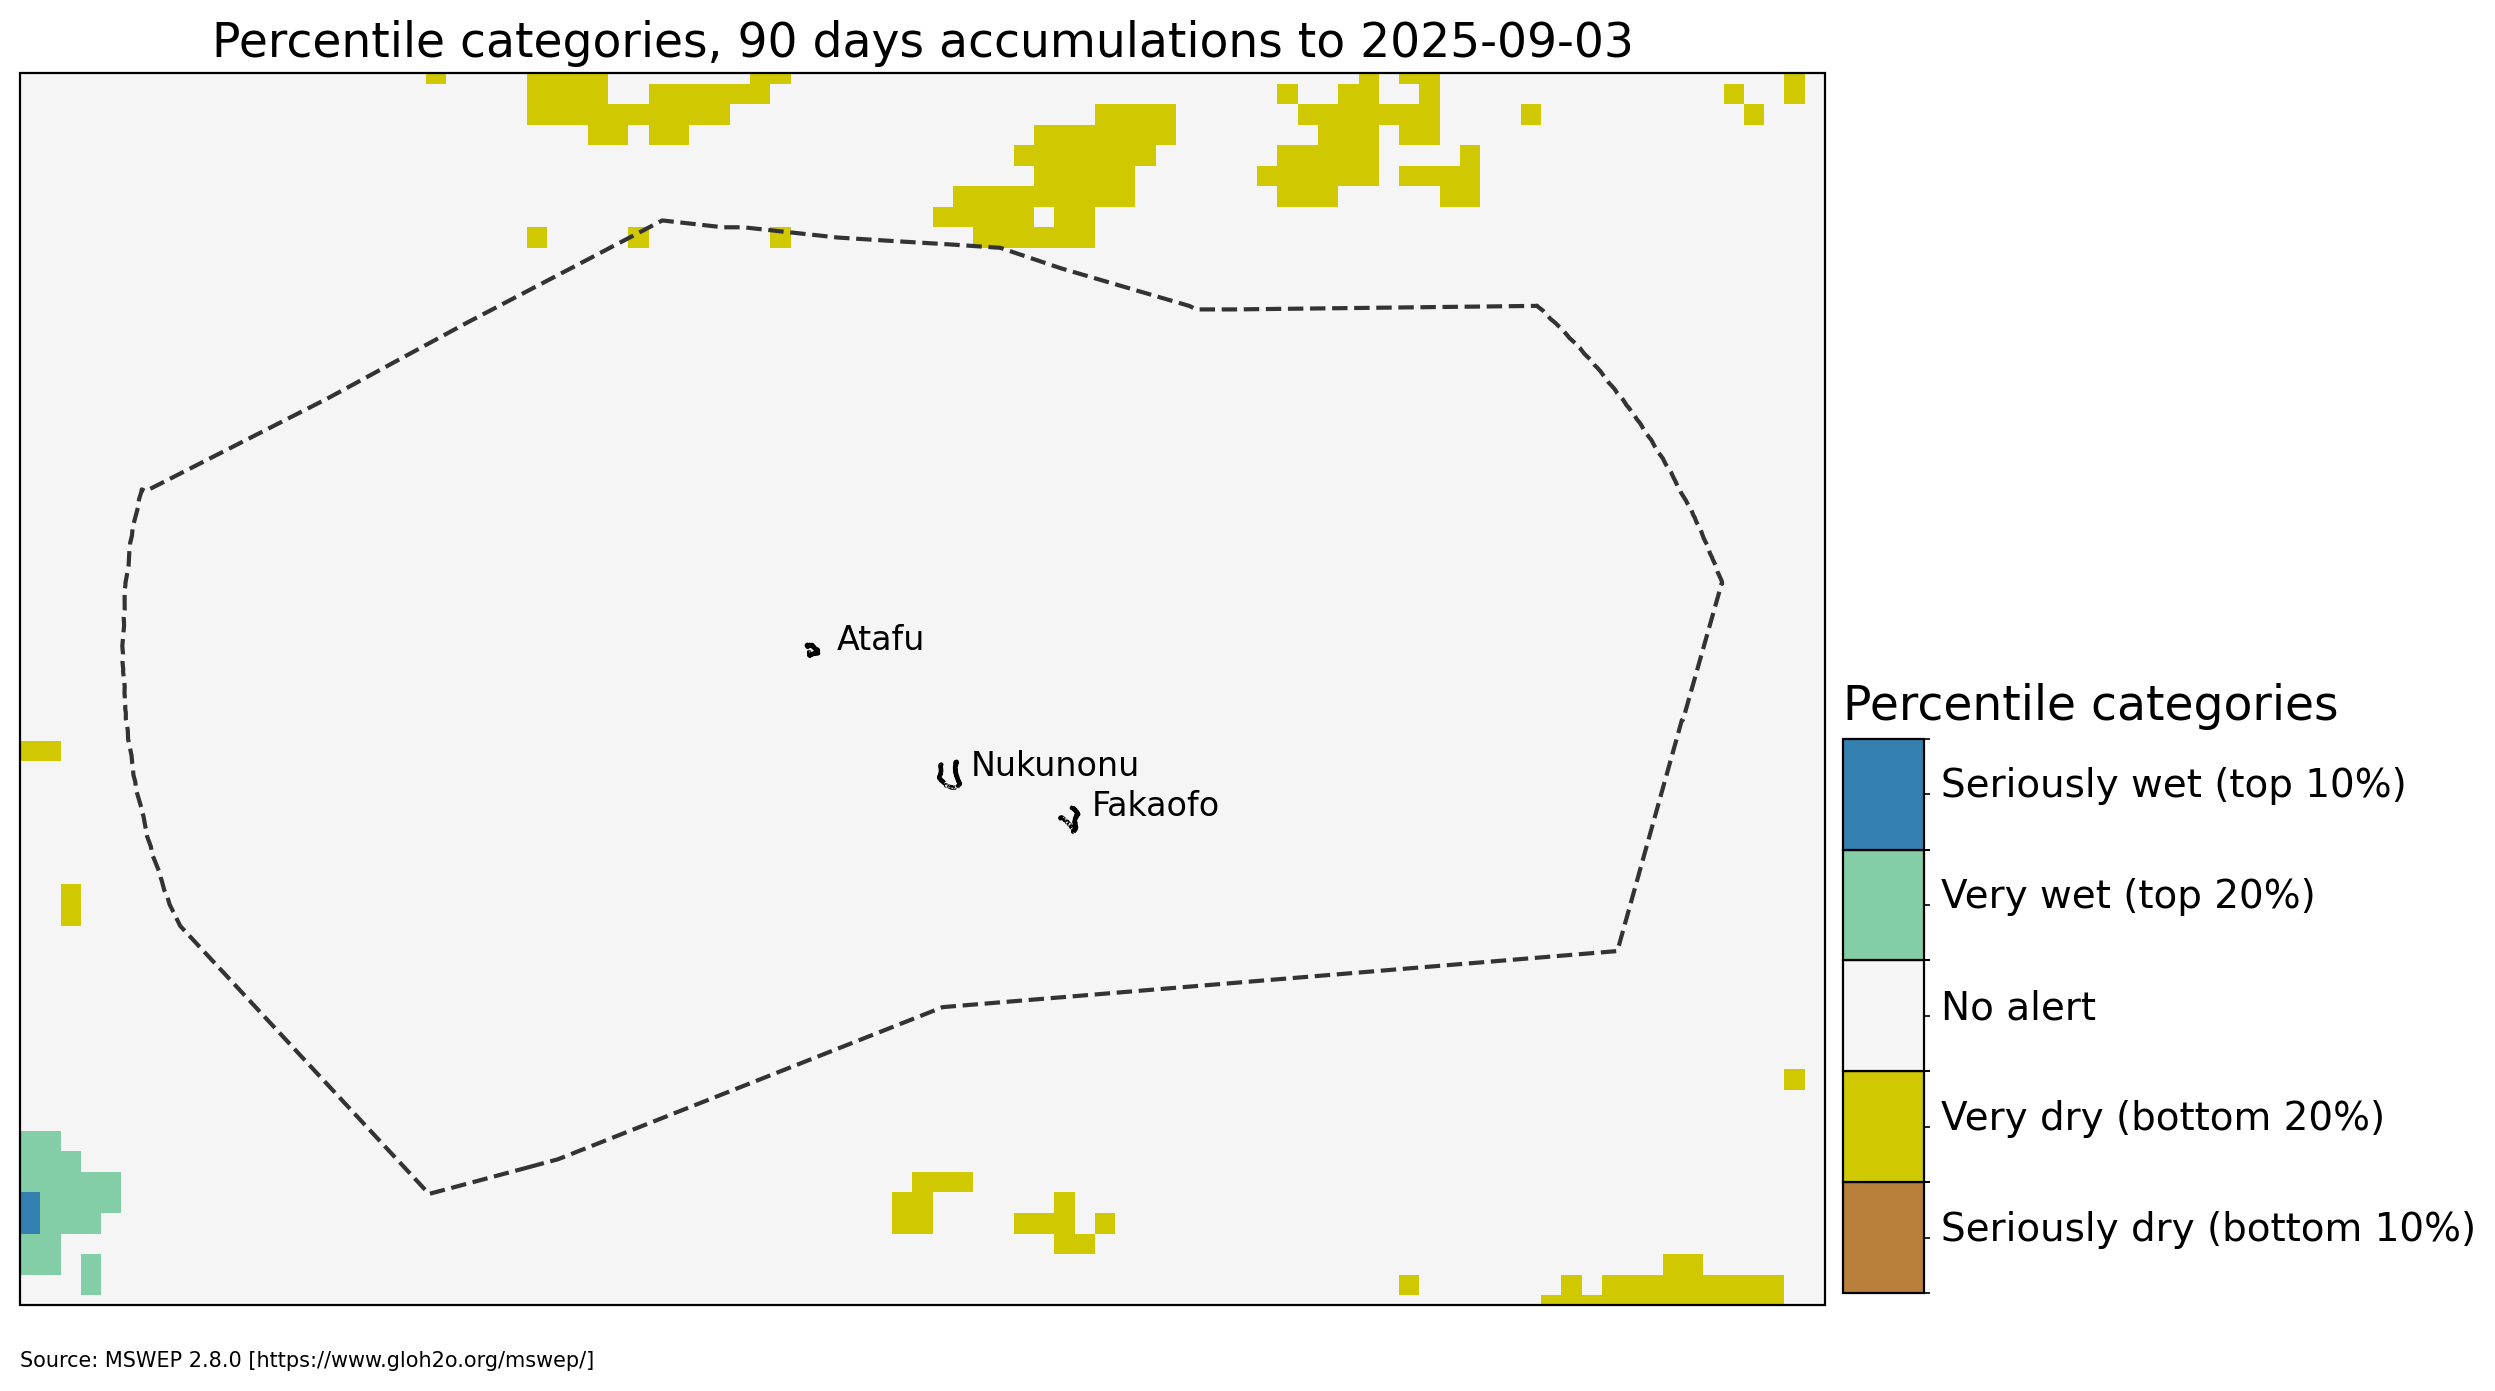 Percentile categories, 90 days accumulations to 2025-09-03
Atafu
Nukunonu
Fakaofo
Percentile categories
Seriously wet (top 10%)
Very wet (top 20%)
No alert
Very dry (bottom 20%)
Seriously dry (bottom 10%)
Source: MSWEP 2.8.0 [https://www.gloh2o.org/mswep/]